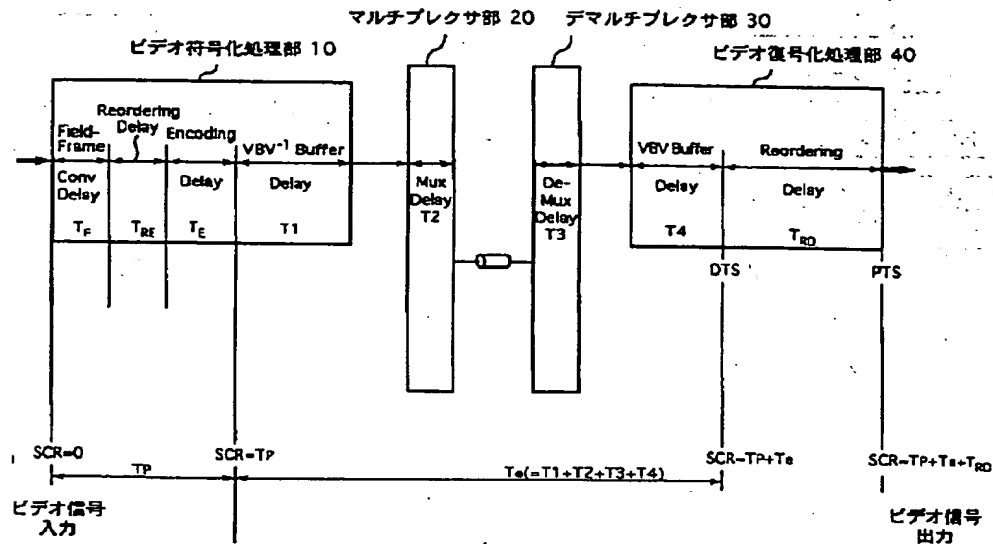 マルチプレクサ部 20
デマルチプレクサ部 30
ビデオ符号化処理部 10
ビデオ復号化処理部 40
Field-
Frame
Conv
Delay
TF
Reordering
Delay
TRE
Encoding
Delay
TE
VBV-1 Buffer
Delay
T1
Mux
Delay
T2
De-
Mux
Delay
T3
VBV Buffer
Delay
T4
Reordering
Delay
TRD
DTS
PTS
SCR=0
SCR=TP
SCR=TP+Te
SCR=TP+Te+TRD
TP
Te(=T1+T2+T3+T4)
ビデオ信号
入力
ビデオ信号
出力